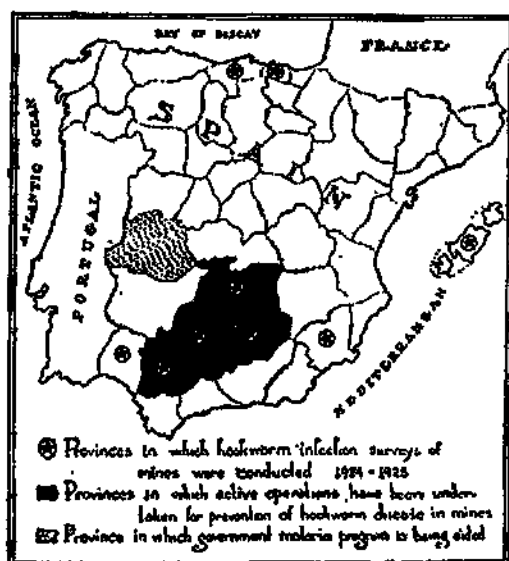 BAY OF BISCAY
FRANCE
ATLANTIC OCEAN
PORTUGAL
S P A I N
MEDITERRANEAN
Provinces in which hookworm infection surveys of
mines were conducted 1924-1925
Provinces in which active operations have been under-
taken for prevention of hookworm disease in mines
Province in which government malaria program is being aided